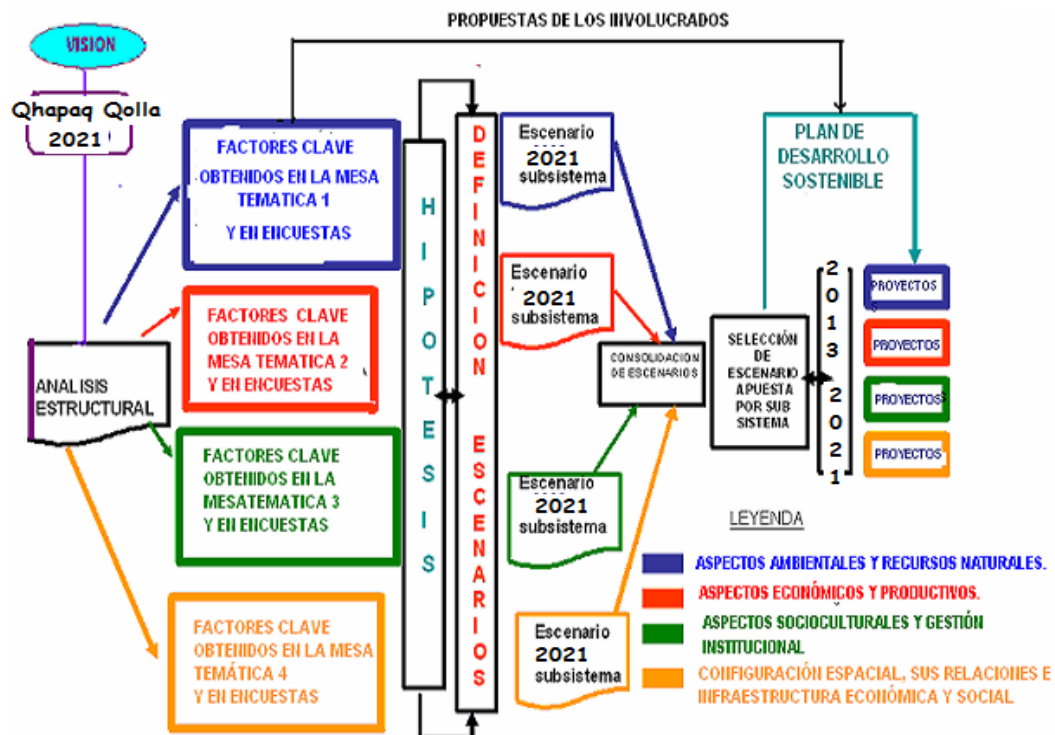 PROPUESTAS DE LOS INVOLUCRADOS
VISION
Qhapaq Qolla
2021
FACTORES CLAVE
OBTENIDOS EN LA MESA
TEMATICA 1
Y EN ENCUESTAS
FACTORES CLAVE
OBTENIDOS EN LA
MESA TEMATICA 2
Y EN ENCUESTAS
ANALISIS
ESTRUCTURAL
FACTORES CLAVE
OBTENIDOS EN LA
MESATEMATICA 3
Y EN ENCUESTAS
FACTORES CLAVE
OBTENIDOS EN LA MESA
TEMÁTICA 4
Y EN ENCUESTAS
HIPOTESIS
DEFINICION ESCENARIOS
Escenario
2021
subsistema
Escenario
2021
subsistema
Escenario
2021
subsistema
Escenario
2021
subsistema
CONSOLIDACION
DE ESCENARIOS
PLAN DE
DESARROLLO
SOSTENIBLE
SELECCIÓN
DE
ESCENARIO
APUESTA
POR SUB
SISTEMA
2013 2021
PROYECTOS
S
PROYECTOS
PROYECTOS
PROYECTOS
LEYENDA
ASPECTOS AMBIENTALES Y RECURSOS NATURALES.
ASPECTOS ECONÓMICOS Y PRODUCTIVOS.
ASPECTOS SOCIOCULTURALES Y GESTIÓN
INSTITUCIONAL
CONFIGURACIÓN ESPACIAL, SUS RELACIONES E
INFRAESTRUCTURA ECONÓMICA Y SOCIAL